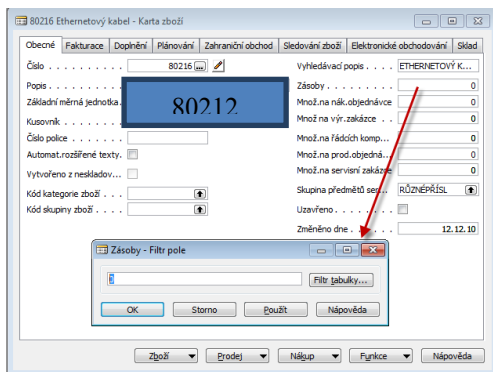 80216 Ethernetový kabel - Karta zboží
Obecné Fakturace Doplnění Plánování Zahraniční obchod Sledování zboží Elektronické obchodování Sklad
Číslo . . . . . . . . . . 80216
Popis . . . . . . . . . .
Základní měrná jednotka.
Kusovník
Číslo police . . . . . . .
Automat.rozšířené texty.
Vytvořeno z neskladov...
Kód kategorie zboží . . . .
Kód skupiny zboží . . . .
80212
Vyhledávací popis . . . . ETHERNETOVÝ K...
Zásoby . . . . . . . . . 0
Množ.na nák.objednávce 0
Množ na výr.zakázce . . 0
Množ.na řádcích komp... 0
Množ.na prod.objedná... 0
Množ.na servisní zakázce 0
Skupina předmětů ser... RŮZNÉPŘÍSL
Uzavřeno . . . . . . . .
Změněno dne . . . . . . 12. 12. 10
Zásoby - Filtr pole
Filtr tabulky...
OK Storno Použít Nápověda
Zboží Prodej Nákup Funkce Nápověda